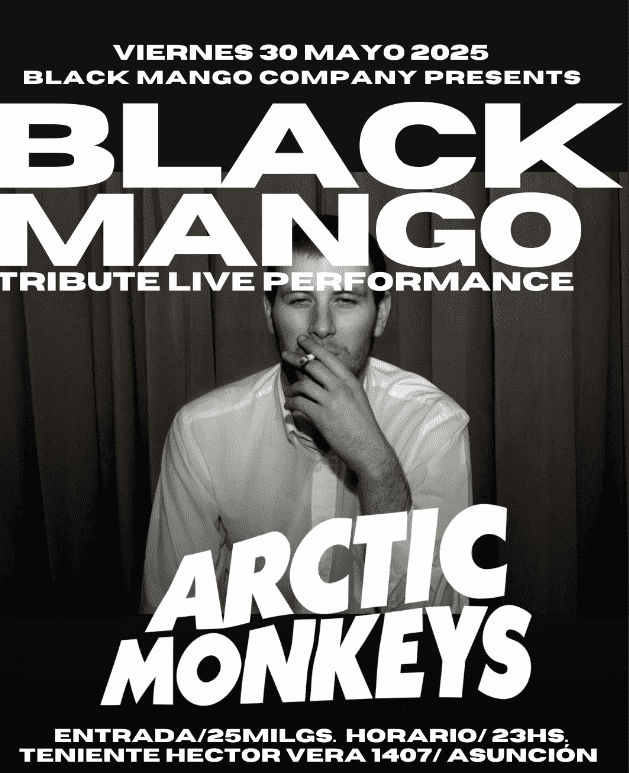 VIERNES 30 MAYO 2025
BLACK MANGO COMPANY PRESENTS
BLACK
MANGO
TRIBUTE LIVE PERFORMANCE
ARCTIC
MONKEYS
ENTRADA/25MILGS. HORARIO/ 23HS.
TENIENTE HECTOR VERA 1407/ ASUNCIÓN